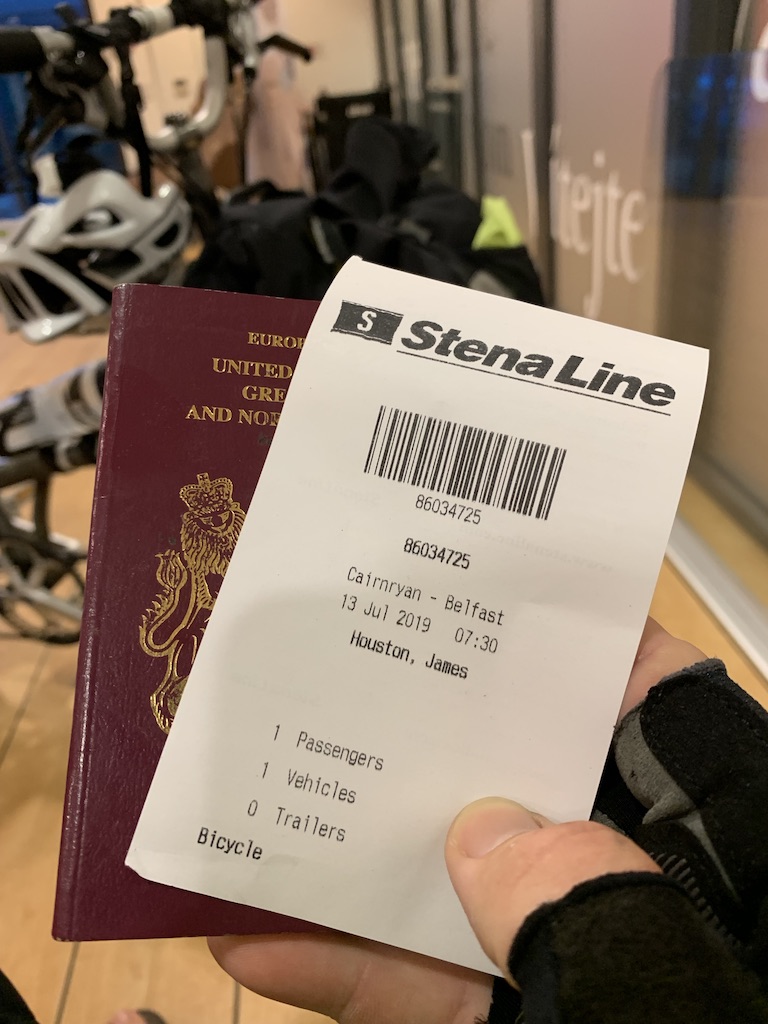 EUROP
UNITED
GRE
AND NOR
S Stena Line
86034725
86034725
Cairnryan - Belfast
13 Jul 2019 07:30
Houston, James
1 Passengers
1 Vehicles
0 Trailers
Bicycle
Vítejte